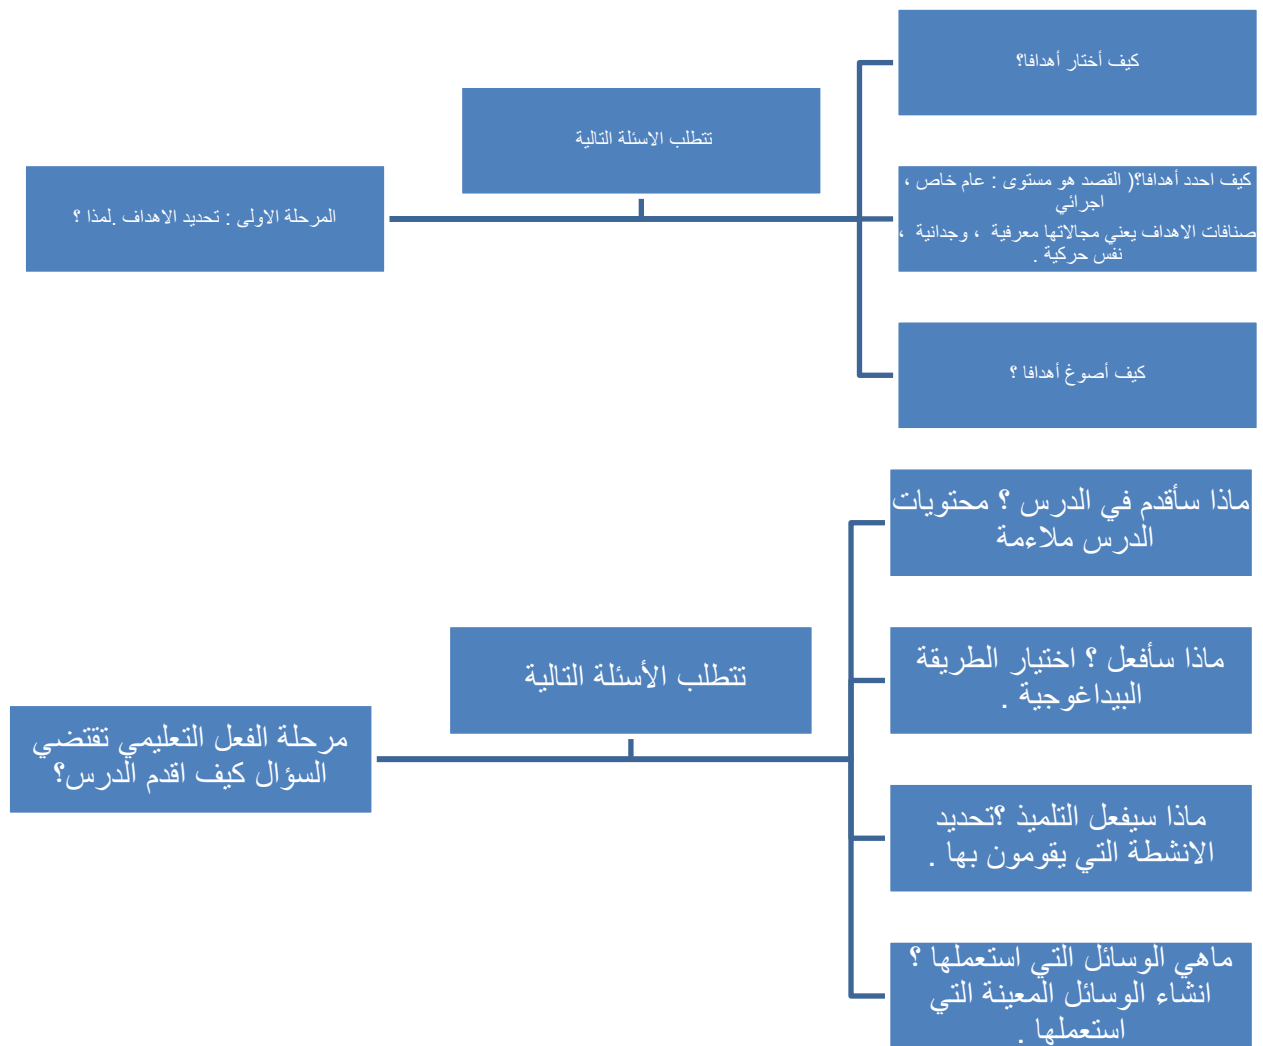 المرحلة الاولى : تحديد الاهداف .لمذا ؟
تتطلب الاسئلة التالية
كيف أختار أهدافا؟
كيف احدد أهدافا؟( القصد هو مستوى : عام خاص ،
اجرائي
صنافات الاهداف يعني مجالاتها معرفية ، وجدانية ،
نفس حركية .
كيف أصوغ أهدافا ؟
مرحلة الفعل التعليمي تقتضي
السؤال كيف اقدم الدرس؟
تتطلب الأسئلة التالية
ماذا سأقدم في الدرس ؟ محتويات
الدرس ملاءمة
ماذا سأفعل ؟ اختيار الطريقة
البيداغوجية .
ماذا سيفعل التلميذ ؟تحديد
الانشطة التي يقومون بها .
ماهي الوسائل التي استعملها ؟
انشاء الوسائل المعينة التي
استعملها .